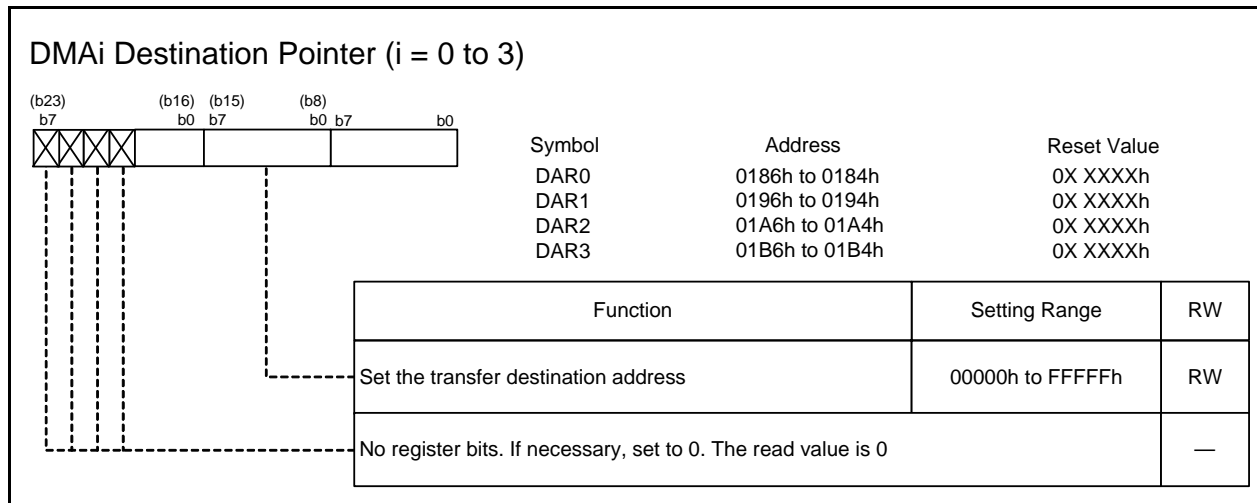 DMAi Destination Pointer (i = 0 to 3)
(b23) (b16) (b15) (b8)
b7 b0 b7 b0 b7 b0
Symbol Address Reset Value
DAR0 0186h to 0184h 0X XXXXh
DAR1 0196h to 0194h 0X XXXXh
DAR2 01A6h to 01A4h 0X XXXXh
DAR3 01B6h to 01B4h 0X XXXXh
Function Setting Range RW
Set the transfer destination address 00000h to FFFFFh RW
No register bits. If necessary, set to 0. The read value is 0 —